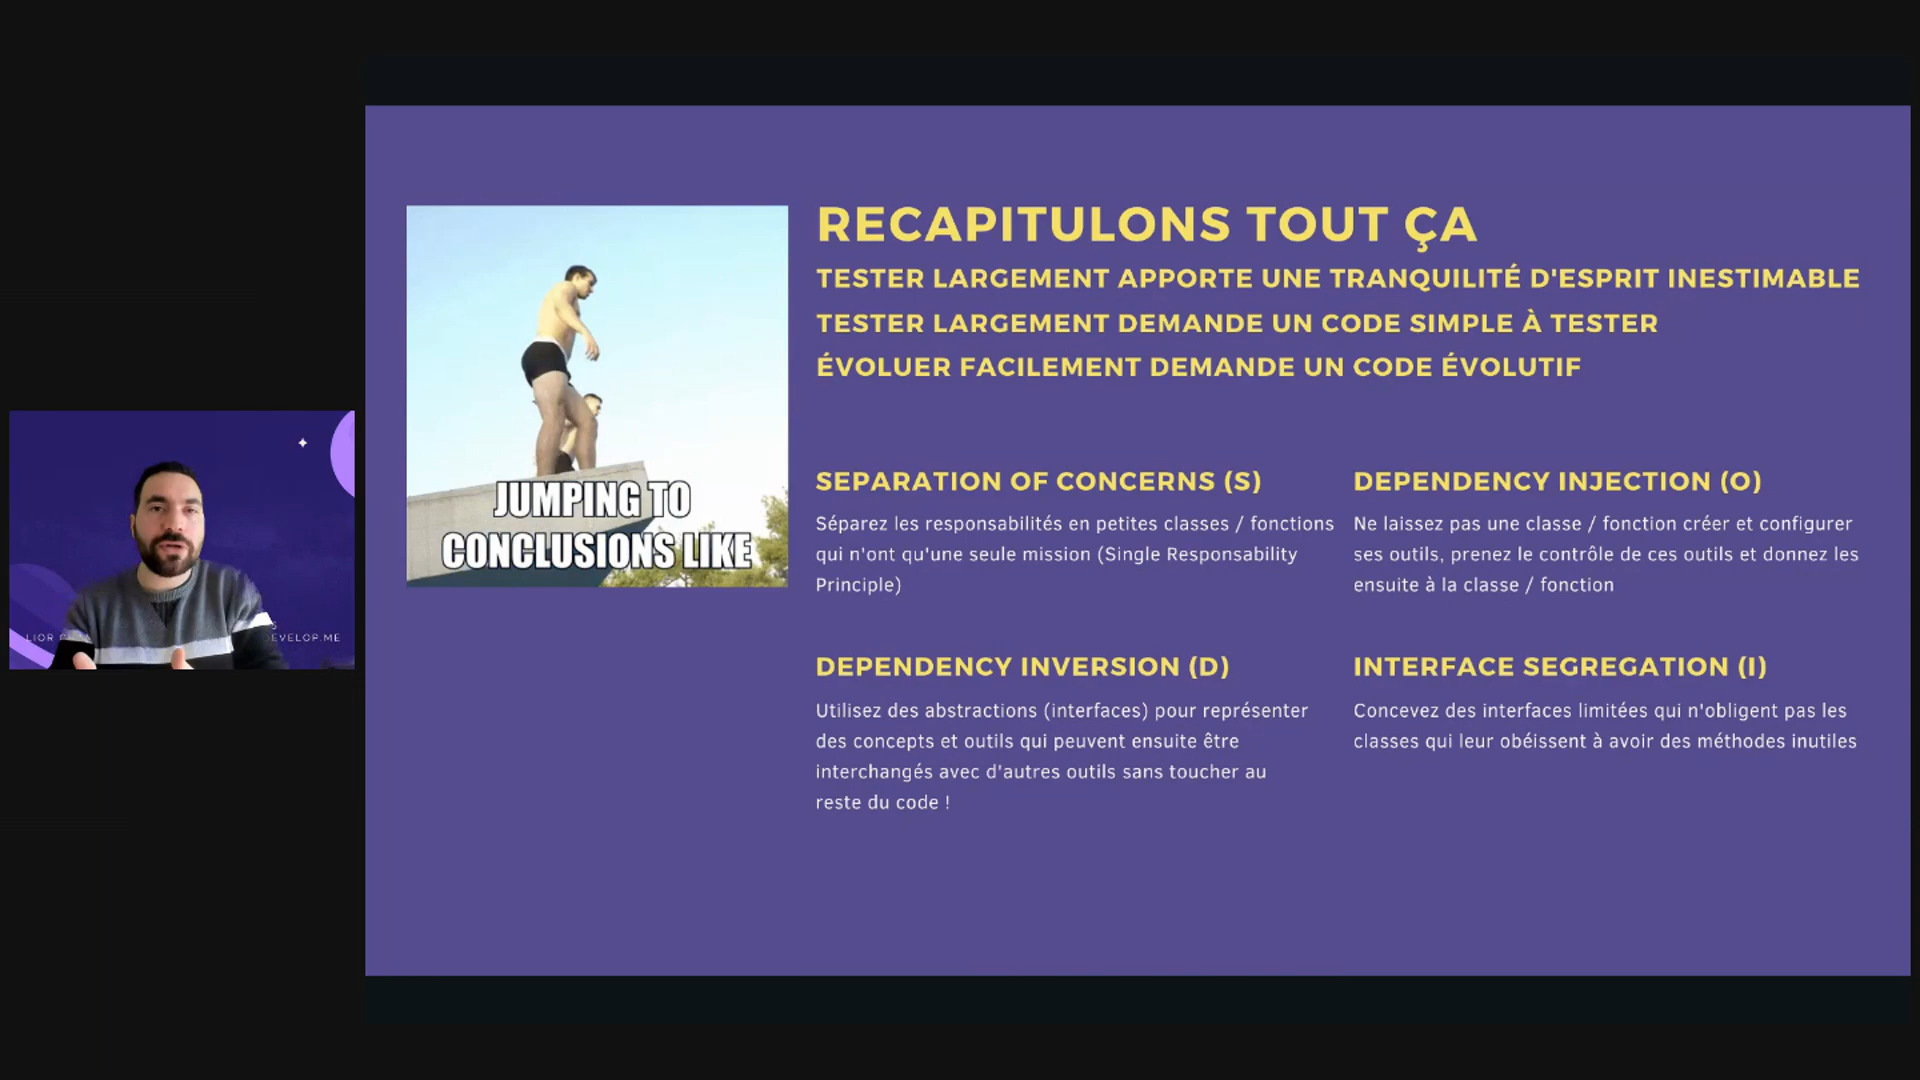 RECAPITULONS TOUT ÇA
TESTER LARGEMENT APPORTE UNE TRANQUILITÉ D'ESPRIT INESTIMABLE
TESTER LARGEMENT DEMANDE UN CODE SIMPLE À TESTER
ÉVOLUER FACILEMENT DEMANDE UN CODE ÉVOLUTIF
JUMPING TO
CONCLUSIONS LIKE
SEPARATION OF CONCERNS (S)
Séparez les responsabilités en petites classes / fonctions
qui n'ont qu'une seule mission (Single Responsability
Principle)
DEPENDENCY INJECTION (O)
Ne laissez pas une classe / fonction créer et configurer
ses outils, prenez le contrôle de ces outils et donnez les
ensuite à la classe / fonction
DEPENDENCY INVERSION (D)
Utilisez des abstractions (interfaces) pour représenter
des concepts et outils qui peuvent ensuite être
interchangés avec d'autres outils sans toucher au
reste du code !
INTERFACE SEGREGATION (I)
Concevez des interfaces limitées qui n'obligent pas les
classes qui leur obéissent à avoir des méthodes inutiles
LIOR